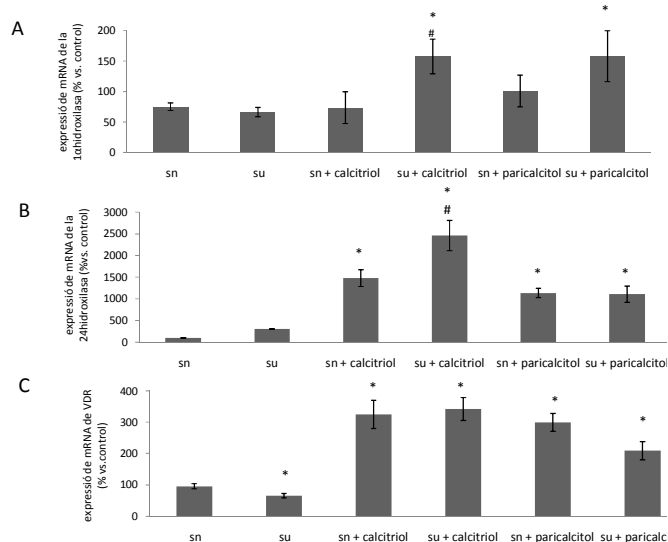 A
expressió de mRNA de la
1αhidroxilasa (% vs. control)
200
150
100
50
0
*
#
*
sn
su
sn + calcitriol
su + calcitriol
sn + paricalcitol
su + paricalcitol
B
expressió de mRNA de la
24hidroxilasa (%vs. control)
3000
2500
2000
1500
1000
500
0
*
*
#
*
*
sn
su
sn + calcitriol
su + calcitriol
sn + paricalcitol
su + paricalcitol
C
expressió de mRNA de VDR
(% vs.control)
400
300
200
100
0
*
*
*
*
*
sn
su
sn + calcitriol
su + calcitriol
sn + paricalcitol
su + paricalcitol